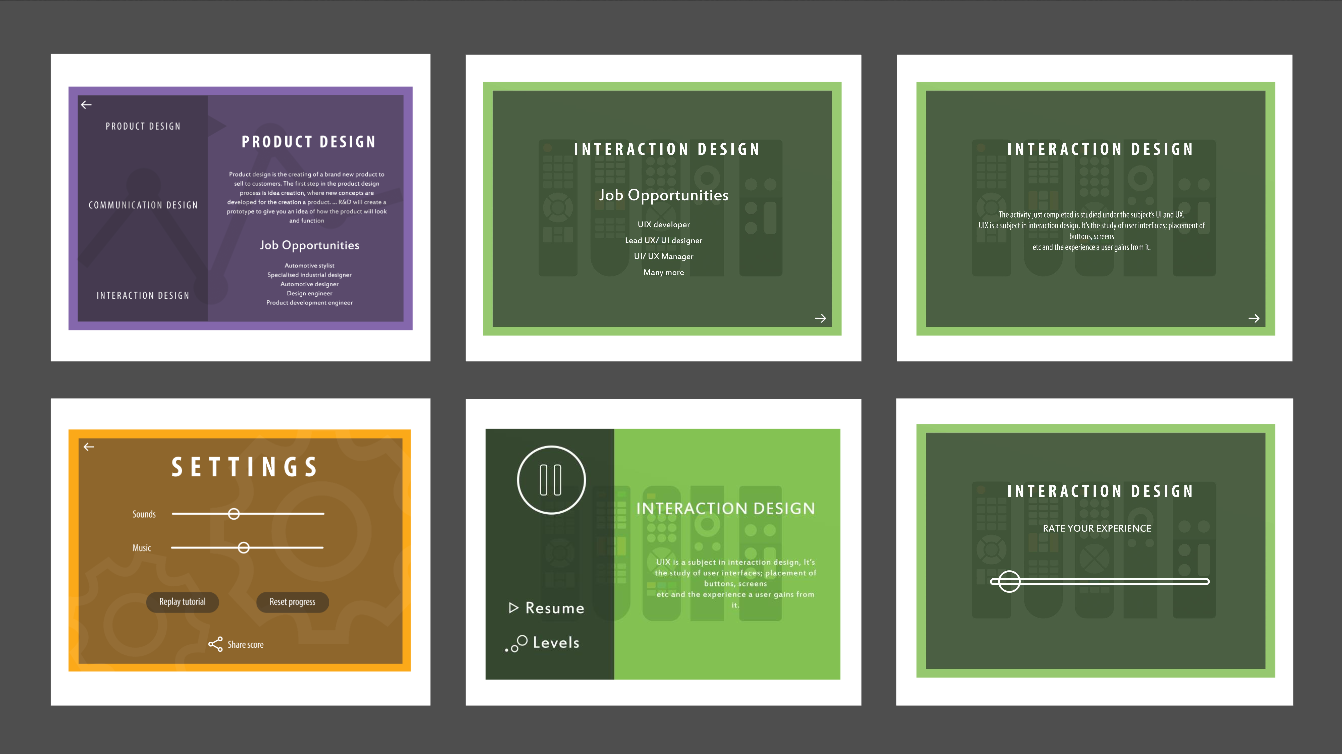 PRODUCT DESIGN
COMMUNICATION DESIGN
INTERACTION DESIGN
PRODUCT DESIGN
Product design is the creating of a brand new product to
sell to customers. The first step in the product design
process is idea creation, where new concepts are
developed for the creation a product. ... R&D will create a
prototype to give you an idea of how the product will look
and function
Job Opportunities
Automotive stylist
Specialised industrial designer
Automotive designer
Design engineer
Product development engineer
INTERACTION DESIGN
Job Opportunities
UIX developer
Lead UX/ UI designer
UI/ UX Manager
Many more
INTERACTION DESIGN
The activity just completed is studied under the subject's UI and UX.
UIX is a subject in interaction design. It's the study of user interfaces: placement of
buttons, screens
etc and the experience a user gains from it.
SETTINGS
Sounds
Music
Replay tutorial
Reset progress
Share score
Resume
Levels
INTERACTION DESIGN
UIX is a subject in interaction design, It's
the study of user interfaces; placement of
buttons, screens
etc and the experience a user gains from
it.
INTERACTION DESIGN
RATE YOUR EXPERIENCE